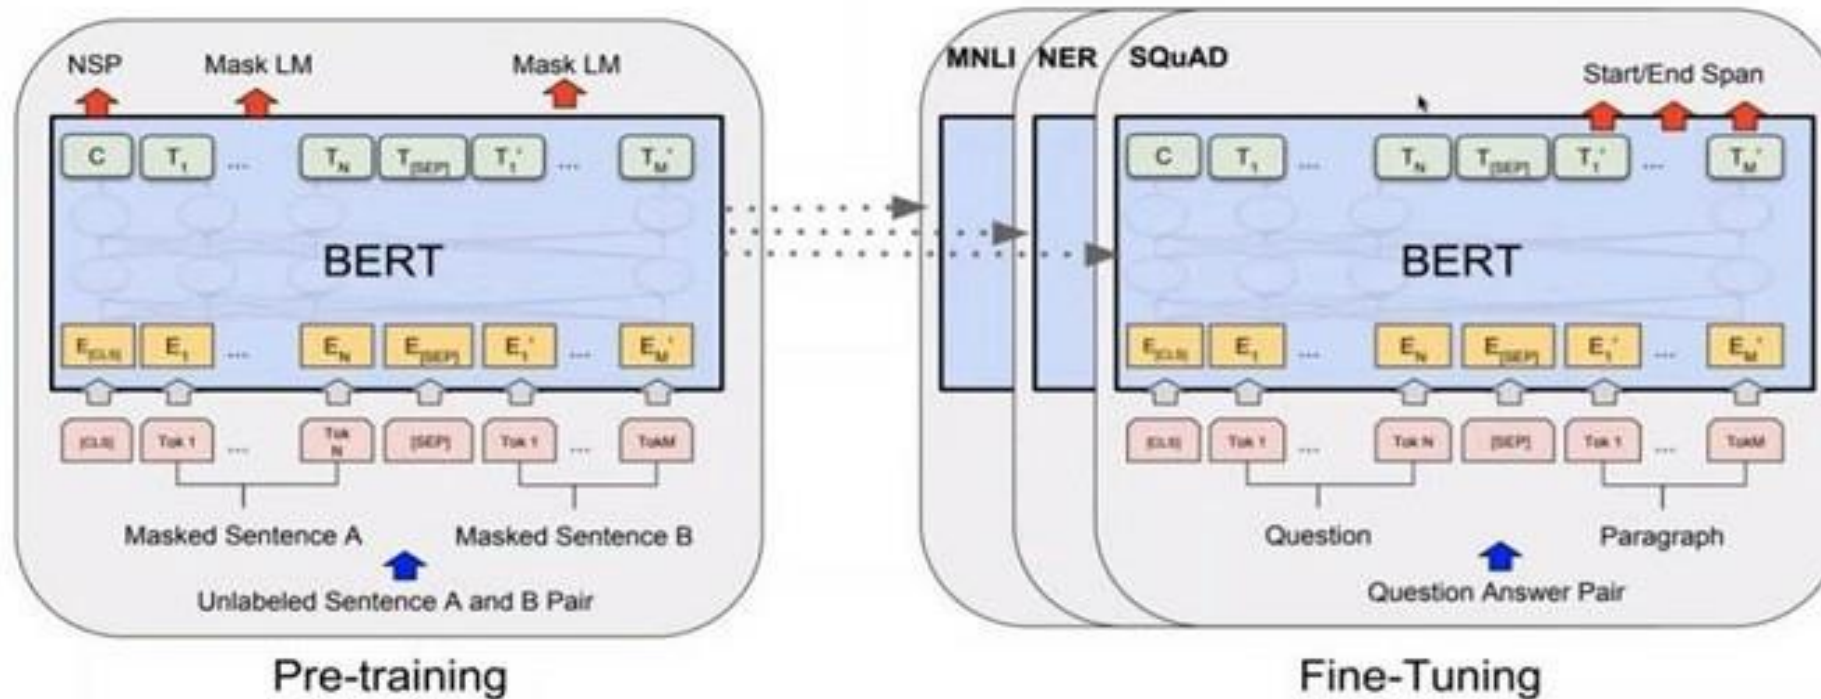 NSP Mask LM Mask LM
C T1 ... TN T[SEP] T1' ... TM'
BERT
E[CLS] E1 ... EN E[SEP] E1' ... EM'
[CLS] Tok 1 ... Tok N [SEP] Tok 1 ... TokM
Masked Sentence A Masked Sentence B
Unlabeled Sentence A and B Pair
Pre-training
MNLI NER SQuAD
Start/End Span
C T1 ... TN T[SEP] T1' ... TM'
BERT
E[CLS] E1 ... EN E[SEP] E1' ... EM'
[CLS] Tok 1 ... Tok N [SEP] Tok 1 ... TokM
Question Paragraph
Question Answer Pair
Fine-Tuning